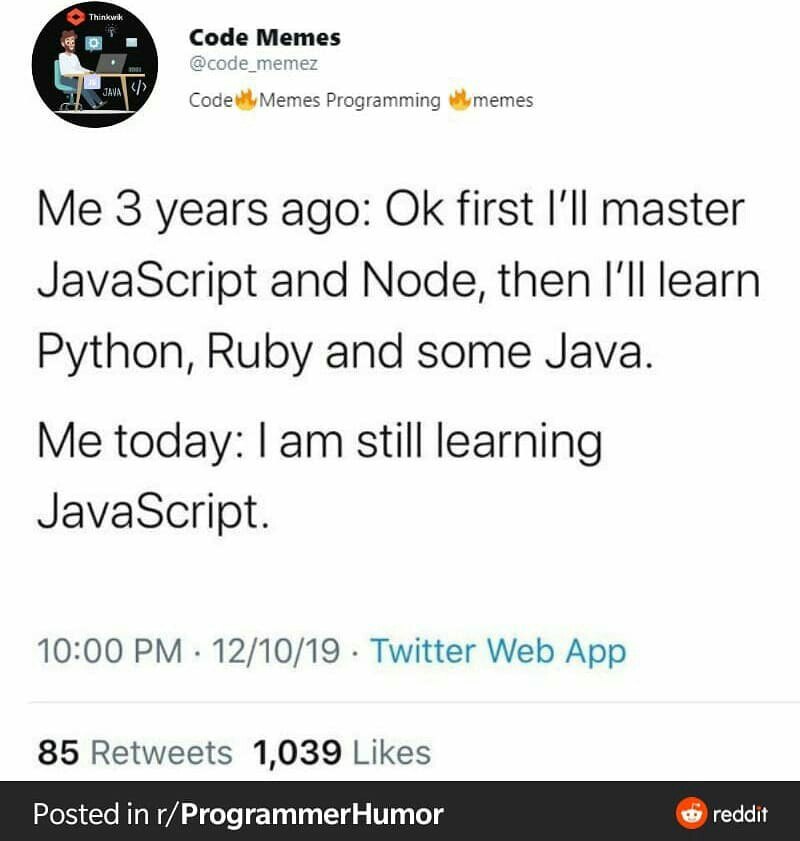 Thinkwik
JS
JAVA
</>
Code Memes
@code_memez
Code🔥Memes Programming 🔥memes
Me 3 years ago: Ok first I'll master
JavaScript and Node, then I'll learn
Python, Ruby and some Java.
Me today: I am still learning
JavaScript.
10:00 PM · 12/10/19 · Twitter Web App
85 Retweets 1,039 Likes
Posted in r/ProgrammerHumor
reddit